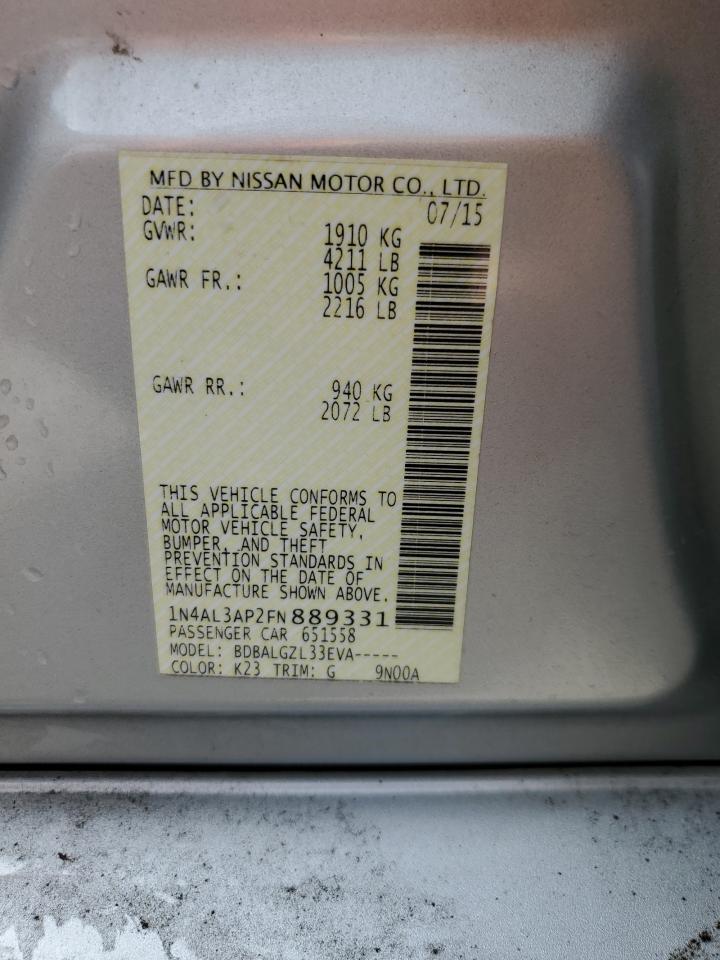 MFD BY NISSAN MOTOR CO., LTD.
DATE: 07/15
GVWR: 1910 KG
4211 LB
GAWR FR.: 1005 KG
2216 LB
GAWR RR.: 940 KG
2072 LB
THIS VEHICLE CONFORMS TO
ALL APPLICABLE FEDERAL
MOTOR VEHICLE SAFETY,
BUMPER, AND THEFT
PREVENTION STANDARDS IN
EFFECT ON THE DATE OF
MANUFACTURE SHOWN ABOVE.
1N4AL3AP2FN889331
PASSENGER CAR 651558
MODEL: BDBALGZL33EVA-----
COLOR: K23 TRIM: G 9N00A